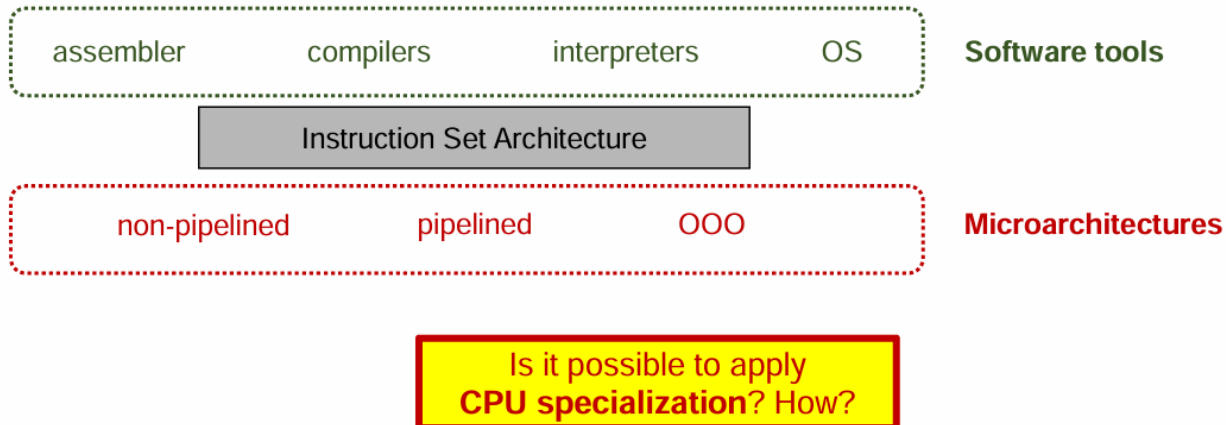 assembler compilers interpreters OS Software tools
Instruction Set Architecture
non-pipelined pipelined OOO Microarchitectures
Is it possible to apply
CPU specialization? How?